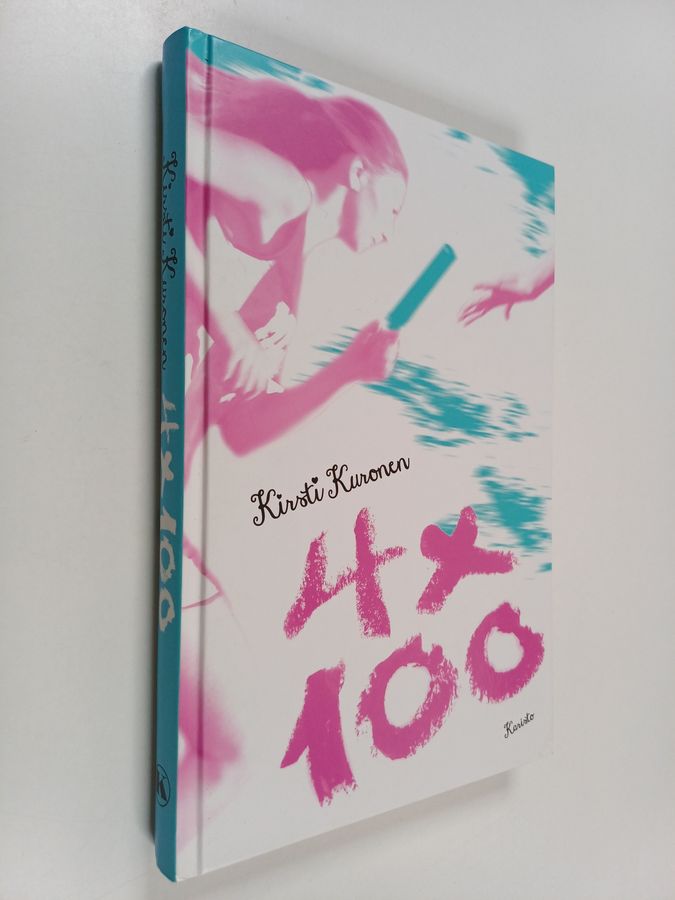 Kirsti Kuronen
4x100
Kirsti Kuronen
4x
100
Karisto